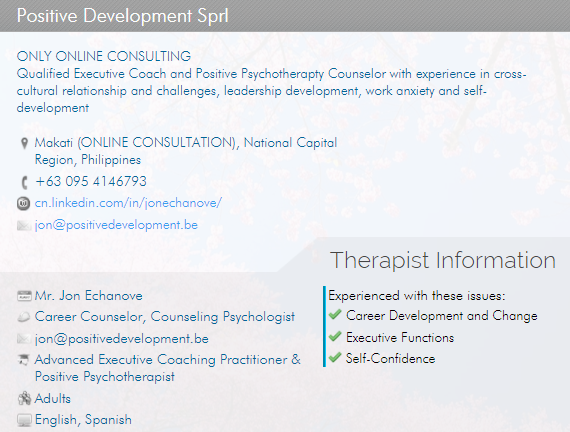 Positive Development Sprl
ONLY ONLINE CONSULTING
Qualified Executive Coach and Positive Psychotherapty Counselor with experience in cross-
cultural relationship and challenges, leadership development, work anxiety and self-
development
Makati (ONLINE CONSULTATION), National Capital
Region, Philippines
+63 095 4146793
cn.linkedin.com/in/jonechanove/
jon@positivedevelopment.be
Therapist Information
Mr. Jon Echanove
Career Counselor, Counseling Psychologist
jon@positivedevelopment.be
Advanced Executive Coaching Practitioner &
Positive Psychotherapist
Adults
English, Spanish
Experienced with these issues:
Career Development and Change
Executive Functions
Self-Confidence